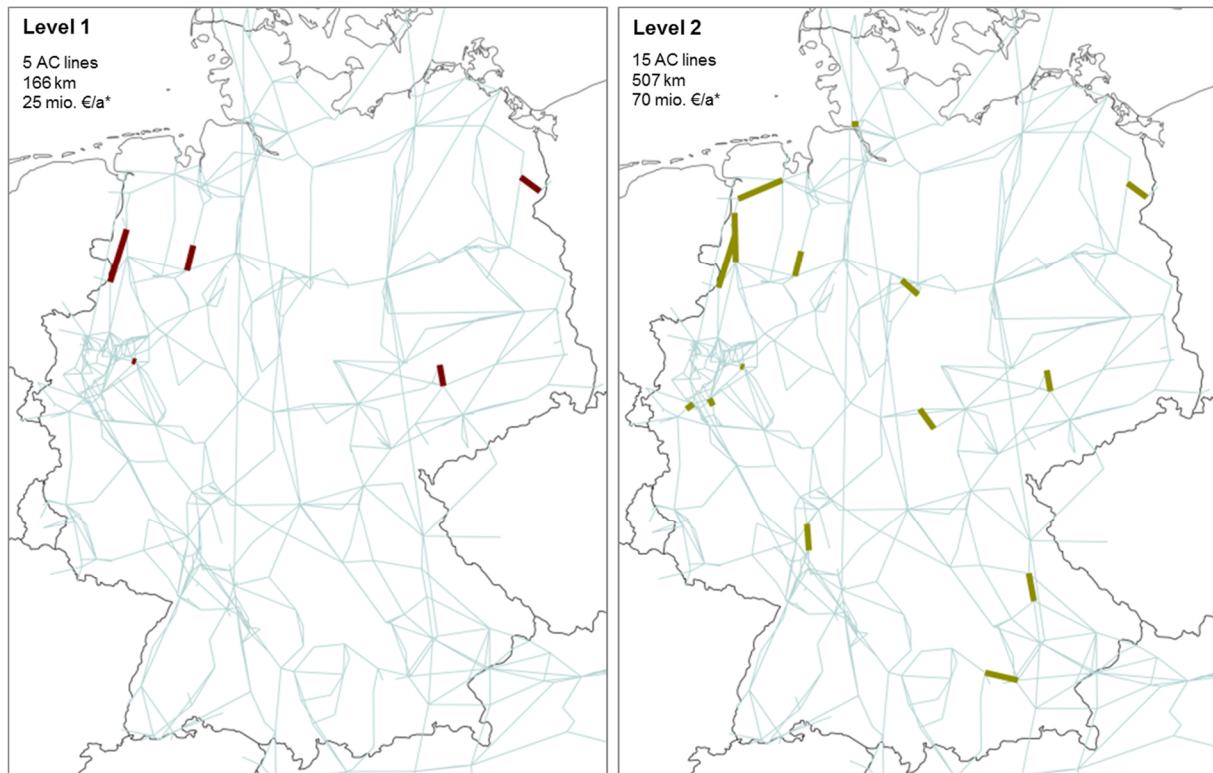 Level 1
5 AC lines
166 km
25 mio. €/a*
Level 2
15 AC lines
507 km
70 mio. €/a*